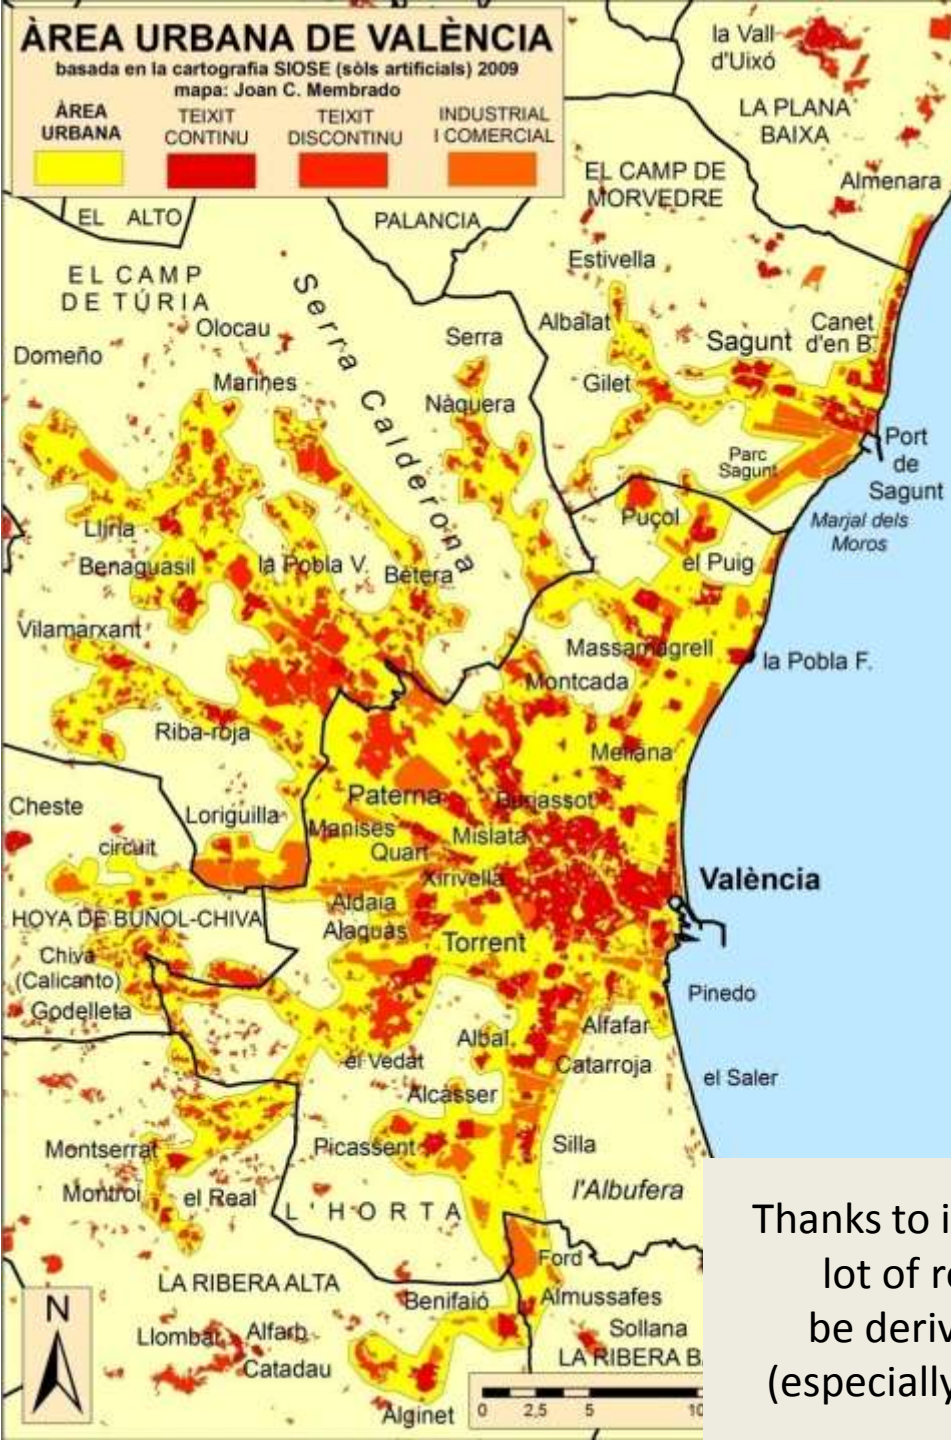 ÀREA URBANA DE VALÈNCIA
basada en la cartografia SIOSE (sòls artificials) 2009
mapa: Joan C. Membrado
ÀREA URBANA
TEIXIT CONTINU
TEIXIT DISCONTINU
INDUSTRIAL I COMERCIAL
la Vall d'Uixó
LA PLANA BAIXA
EL CAMP DE MORVEDRE
Almenara
EL ALTO
PALANCIA
EL CAMP DE TÚRIA
Estivella
Serra Calderona
Olocau
Serra
Albalat
Sagunt
Canet d'en B.
Domeño
Marines
Nàquera
Gilet
Parc Sagunt
Port de Sagunt
Puçol
Marjal dels Moros
Llíria
Benaguasil
la Pobla V.
Bétera
el Puig
Vilamarxant
Massamagrell
la Pobla F.
Montcada
Riba-roja
Meliana
Cheste
Loriguilla
Paterna
Burjassot
circuit
Manises
Mislata
Quart
Xirivella
València
Aldaia
HOYA DE BUÑOL-CHIVA
Alaquàs
Torrent
Chiva (Calicanto)
Pinedo
Godelleta
Albal
Alfafar
el Vedat
Catarroja
el Saler
Alcàsser
Montserrat
Picassent
Silla
Montroi
el Real
l'Albufera
L'HORTA
Ford
LA RIBERA ALTA
Benifaió
Almussafes
N
Llombai
Alfarb
Sollana
Catadau
LA RIBERA B
Alginet
0 2,5 5 10
Thanks to i
lot of r
be deriv
(especially